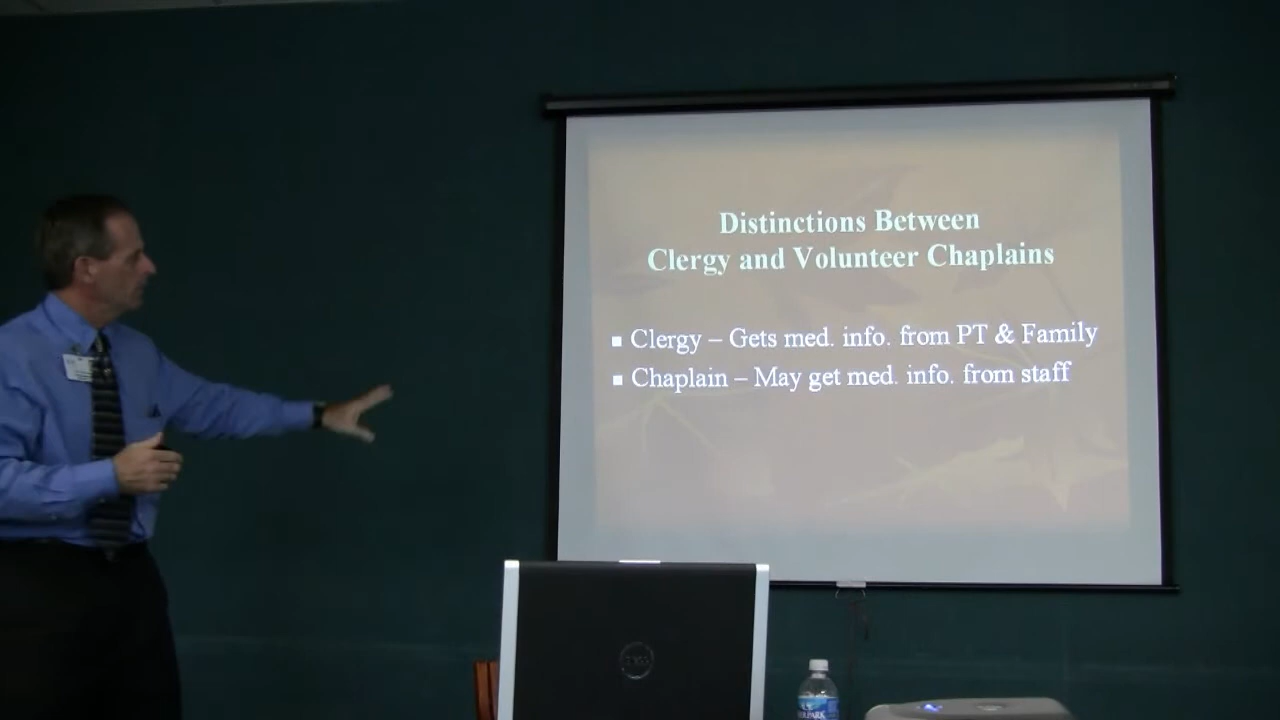 Distinctions Between
Clergy and Volunteer Chaplains
▪ Clergy – Gets med. info. from PT & Family
▪ Chaplain – May get med. info. from staff
DELL